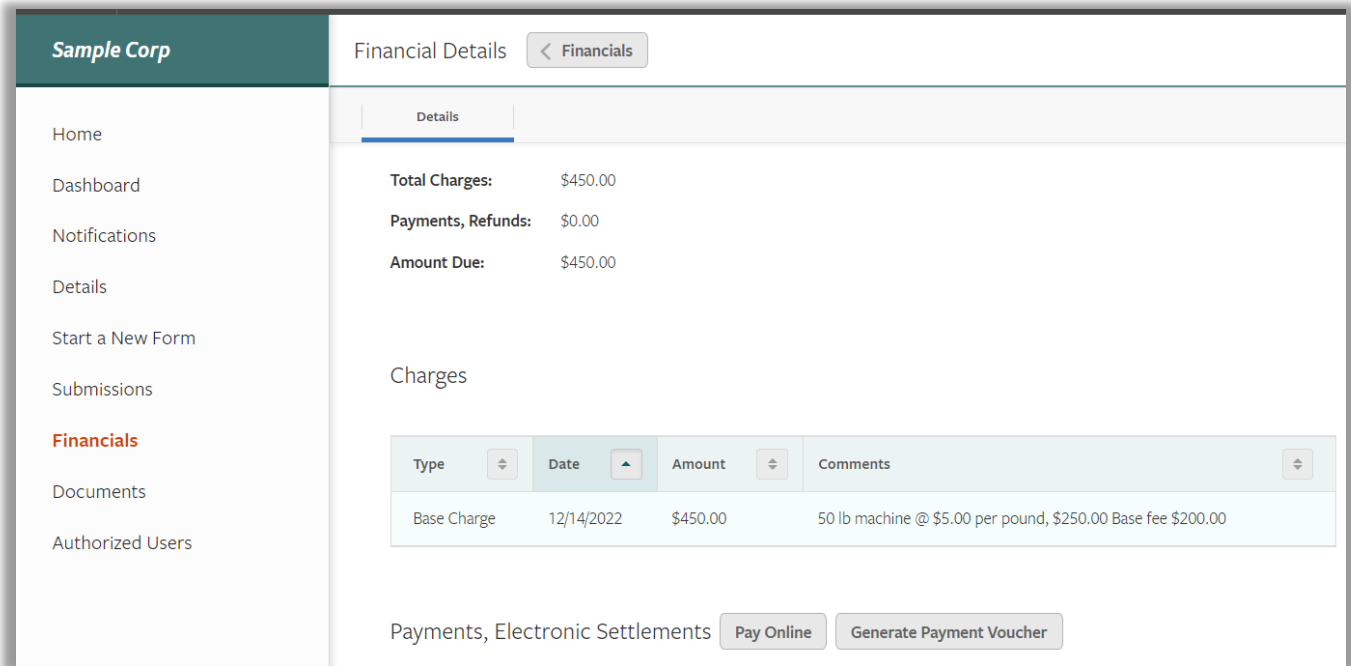 Sample Corp
Financial Details
Financials
Home
Dashboard
Notifications
Details
Start a New Form
Submissions
Financials
Documents
Authorized Users
Details
Total Charges: $450.00
Payments, Refunds: $0.00
Amount Due: $450.00
Charges
Type Date Amount Comments
Base Charge 12/14/2022 $450.00 50 lb machine @ $5.00 per pound, $250.00 Base fee $200.00
Payments, Electronic Settlements Pay Online Generate Payment Voucher